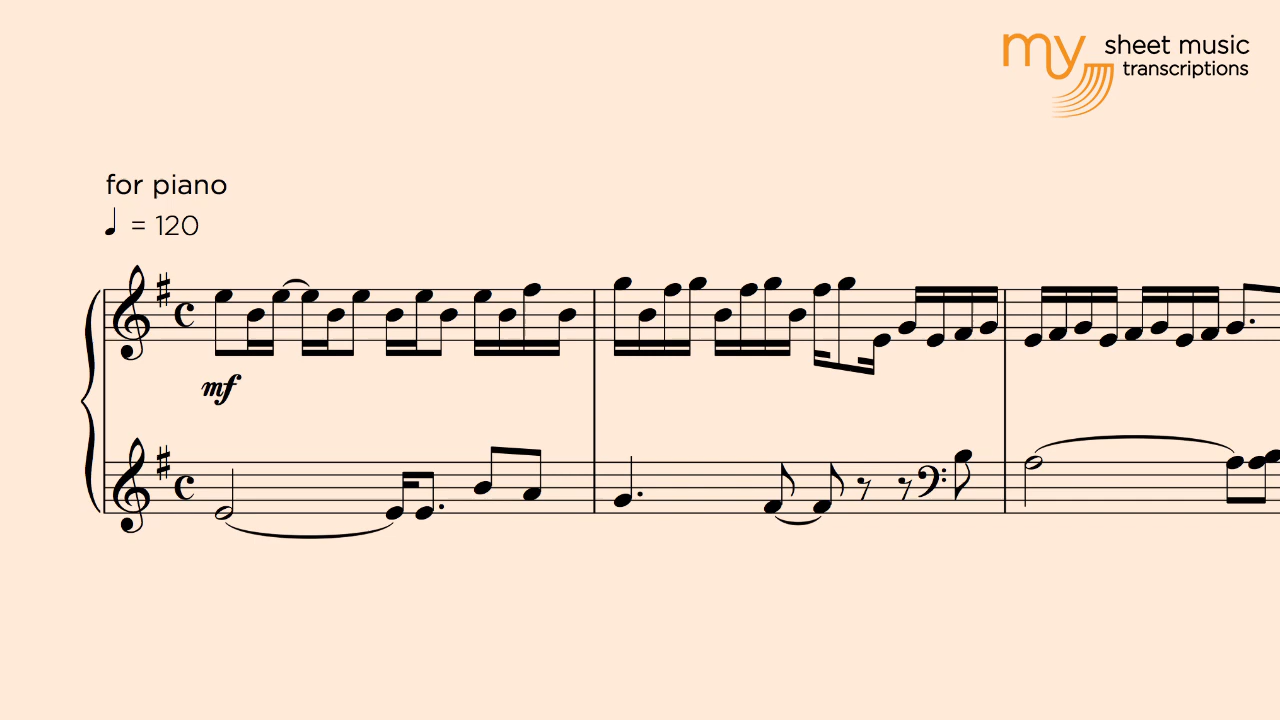 my sheet music
transcriptions
for piano
♩ = 120
mf